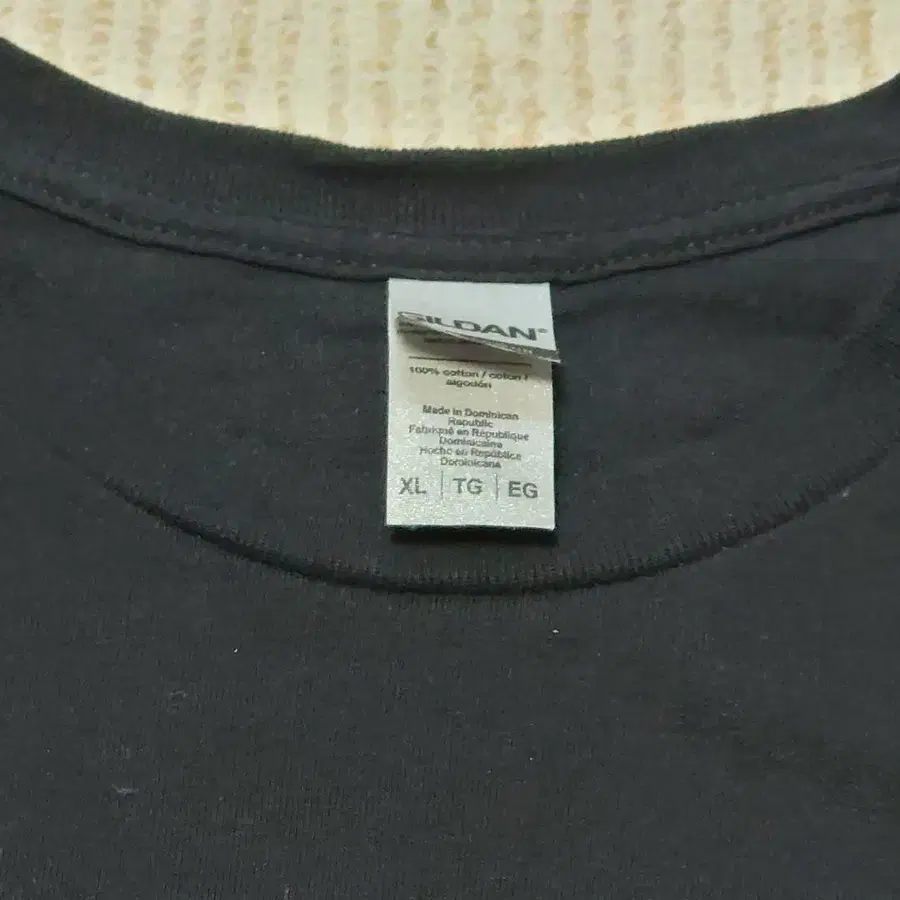 GILDAN®
100% cotton / coton /
algodón
Made in Dominican
Republic
Fabriqué en République
Dominicaine
Hecho en República
Dominicana
XL | TG | EG